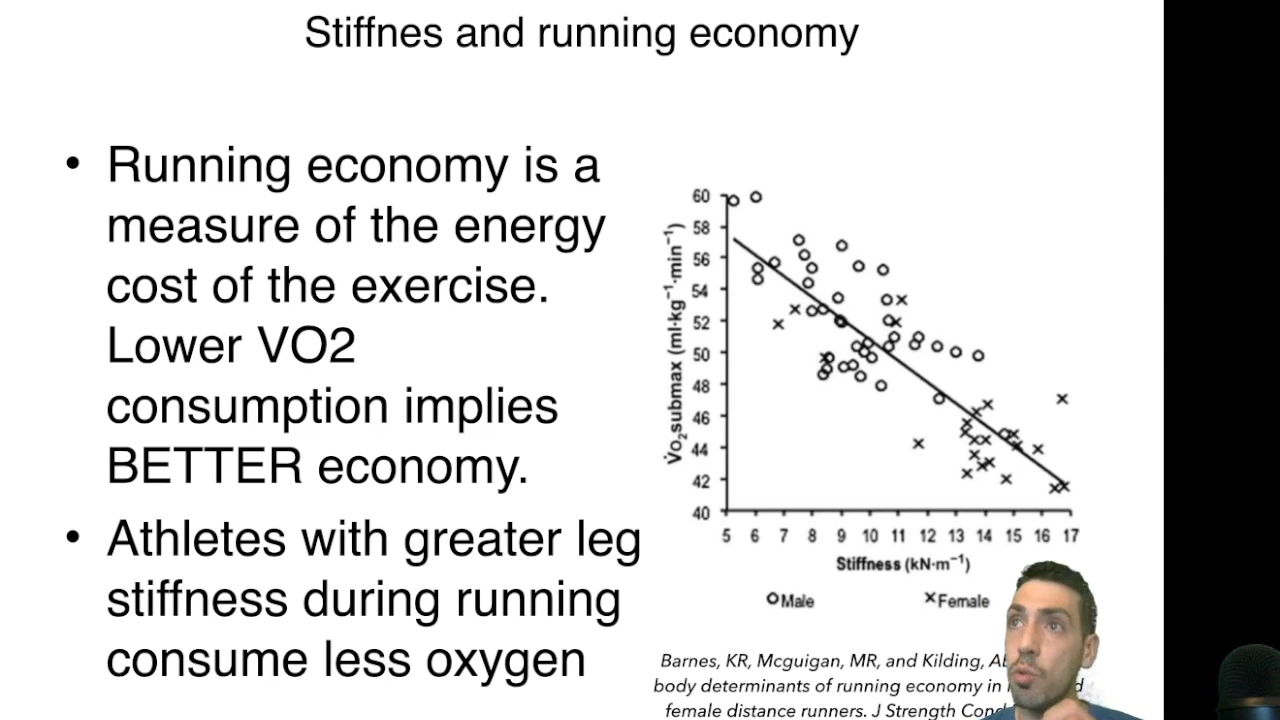 Stiffnes and running economy
• Running economy is a
measure of the energy
cost of the exercise.
Lower VO2
consumption implies
BETTER economy.
• Athletes with greater leg
stiffness during running
consume less oxygen
V̇o₂submax (ml·kg⁻¹·min⁻¹)
60
58
56
54
52
50
48
46
44
42
40
5 6 7 8 9 10 11 12 13 14 15 16 17
Stiffness (kN·m⁻¹)
Male Female
Barnes, KR, Mcguigan, MR, and Kilding,
body determinants of running economy in
female distance runners. J Strength